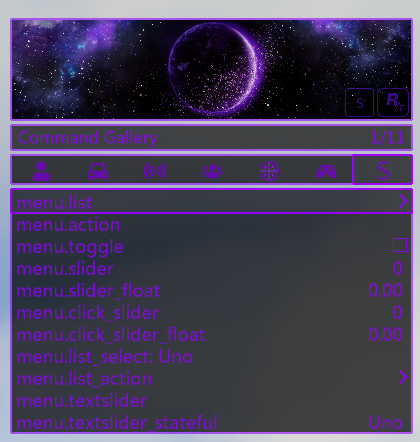 S R
Command Gallery 1/11
menu.list
menu.action
menu.toggle
menu.slider 0
menu.slider_float 0.00
menu.click_slider 0
menu.click_slider_float 0.00
menu.list_select: Uno
menu.list_action
menu.textslider
menu.textslider_stateful Uno